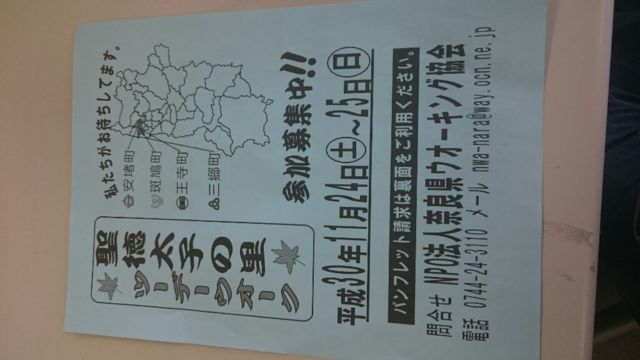 聖徳太子の里
ツーデーウオーク
私たちがお待ちしてます。
安堵町
斑鳩町
王寺町
三郷町
参加募集中!!
平成30年11月24日㊏〜25日㊐
パンフレット請求は裏面をご利用ください。
問合せ NPO法人奈良県ウオーキング協会
電話 0744-24-3110 メール nwa-nara@way.ocn.ne.jp